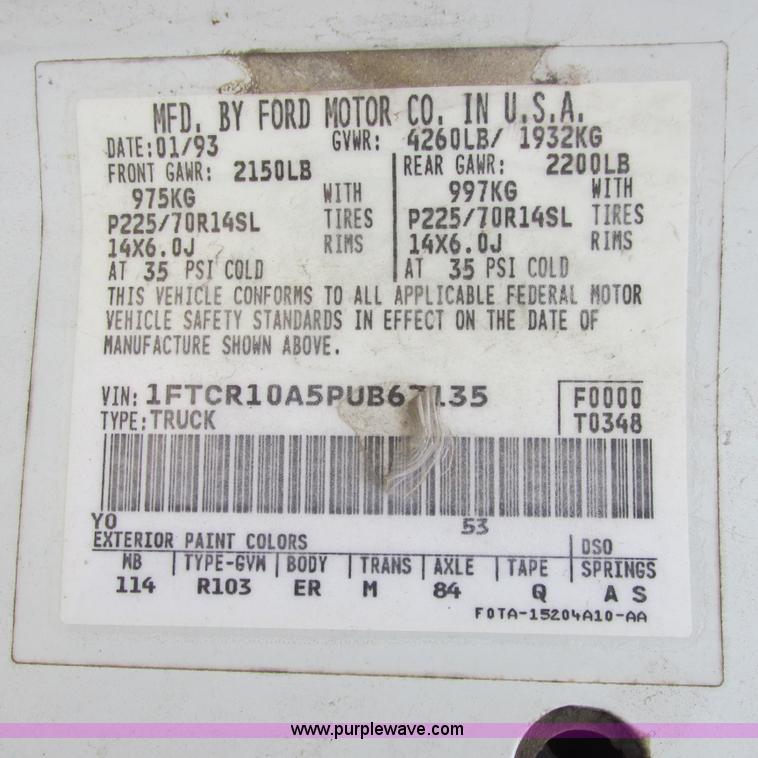 MFD. BY FORD MOTOR CO. IN U.S.A.
DATE: 01/93 GVWR: 4260LB/ 1932KG
FRONT GAWR: 2150LB REAR GAWR: 2200LB
975KG WITH 997KG WITH
P225/70R14SL TIRES P225/70R14SL TIRES
14X6.0J RIMS 14X6.0J RIMS
AT 35 PSI COLD AT 35 PSI COLD
THIS VEHICLE CONFORMS TO ALL APPLICABLE FEDERAL MOTOR
VEHICLE SAFETY STANDARDS IN EFFECT ON THE DATE OF
MANUFACTURE SHOWN ABOVE.
VIN: F0000
TYPE: TRUCK T0348
YO 53
EXTERIOR PAINT COLORS DSO
WB TYPE-GVW BODY TRANS AXLE TAPE SPRINGS
114 R103 ER M 84 Q A S
F0TA-15204A10-AA
www.purplewave.com